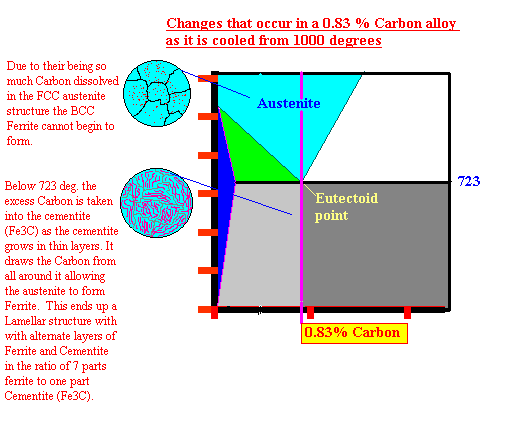 Changes that occur in a 0.83 % Carbon alloy
as it is cooled from 1000 degrees
Due to their being so
much Carbon dissolved
in the FCC austenite
structure the BCC
Ferrite cannot begin to
form.
Austenite
Below 723 deg. the
excess Carbon is taken
into the cementite
(Fe3C) as the cementite
grows in thin layers. It
draws the Carbon from
all around it allowing
the austenite to form
Ferrite. This ends up a
Lamellar structure with
with alternate layers of
Ferrite and Cementite
in the ratio of 7 parts
ferrite to one part
Cementite (Fe3C).
723
Eutectoid
point
0.83% Carbon